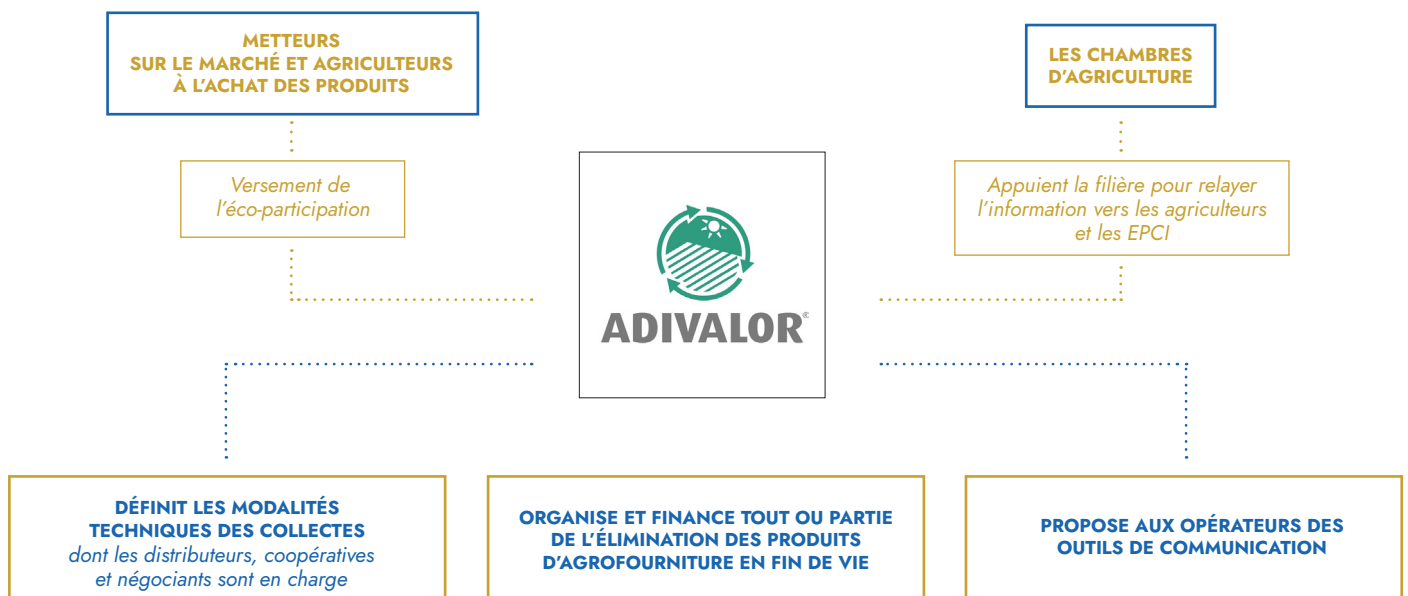 METTEURS
SUR LE MARCHÉ ET AGRICULTEURS
À L'ACHAT DES PRODUITS
LES CHAMBRES
D'AGRICULTURE
Versement de
l'éco-participation
Appuient la filière pour relayer
l'information vers les agriculteurs
et les EPCI
ADIVALOR
DÉFINIT LES MODALITÉS
TECHNIQUES DES COLLECTES
dont les distributeurs, coopératives
et négociants sont en charge
ORGANISE ET FINANCE TOUT OU PARTIE
DE L'ÉLIMINATION DES PRODUITS
D'AGROFOURNITURE EN FIN DE VIE
PROPOSE AUX OPÉRATEURS DES
OUTILS DE COMMUNICATION